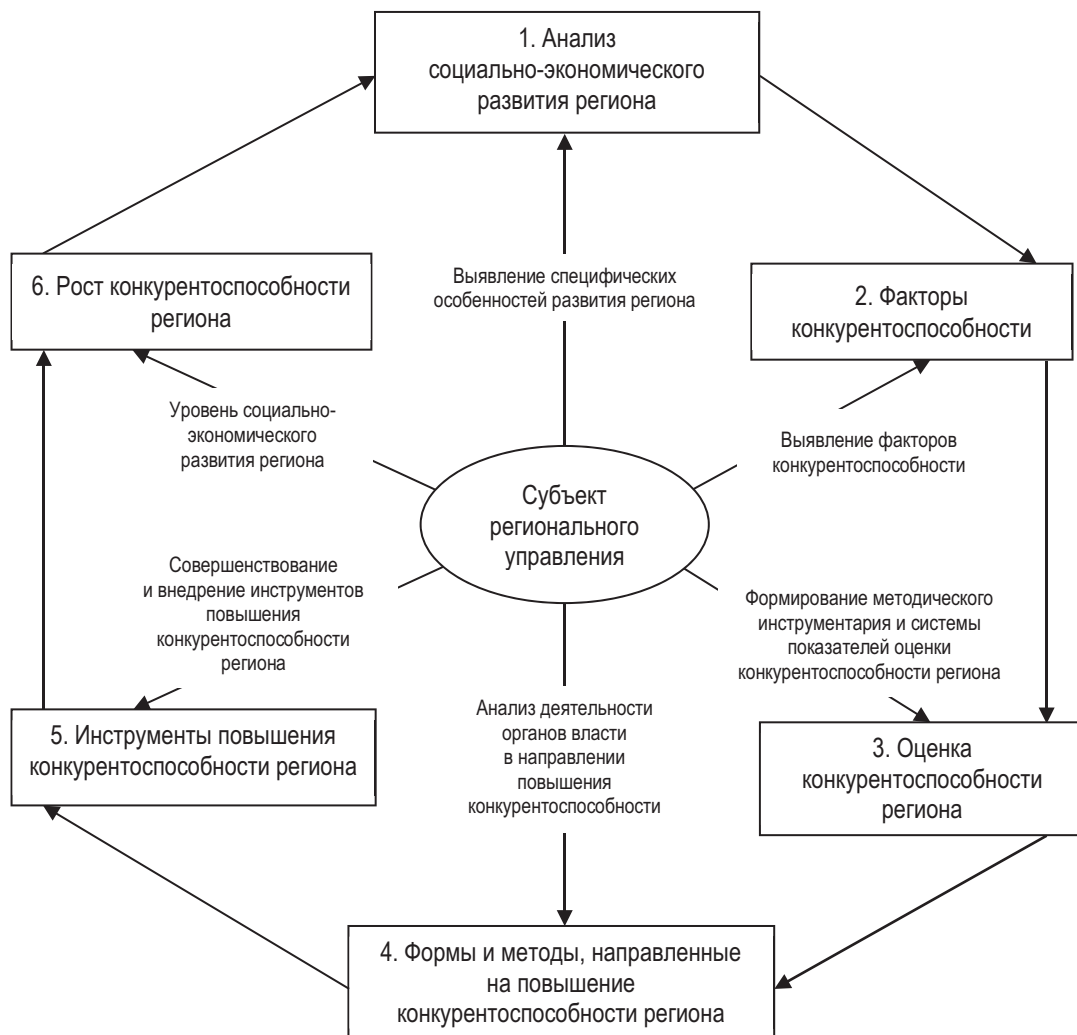 1. Анализ
социально-экономического
развития региона
6. Рост конкурентоспособности
региона
Выявление специфических
особенностей развития региона
2. Факторы
конкурентоспособности
Уровень социально-
экономического
развития региона
Выявление факторов
конкурентоспособности
Субъект
регионального
управления
Совершенствование
и внедрение инструментов
повышения
конкурентоспособности
региона
Формирование методического
инструментария и системы
показателей оценки
конкурентоспособности региона
Анализ деятельности
органов власти
в направлении
повышения
конкурентоспособности
5. Инструменты повышения
конкурентоспособности региона
3. Оценка
конкурентоспособности
региона
4. Формы и методы, направленные
на повышение
конкурентоспособности региона